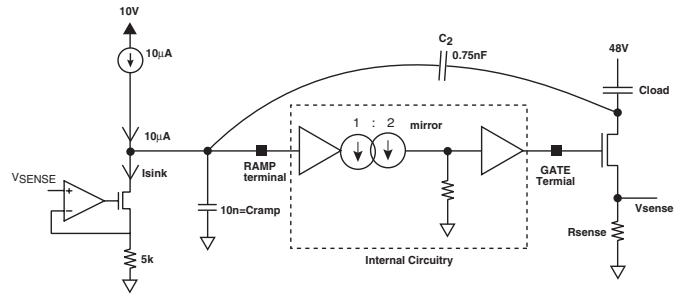 10V
10μA
C2
0.75nF
48V
Cload
1 : 2
mirror
10μA
Isink
RAMP
terminal
GATE
Termial
VSENSE
+
−
10n=Cramp
Vsense
Rsense
5k
Internal Circuitry